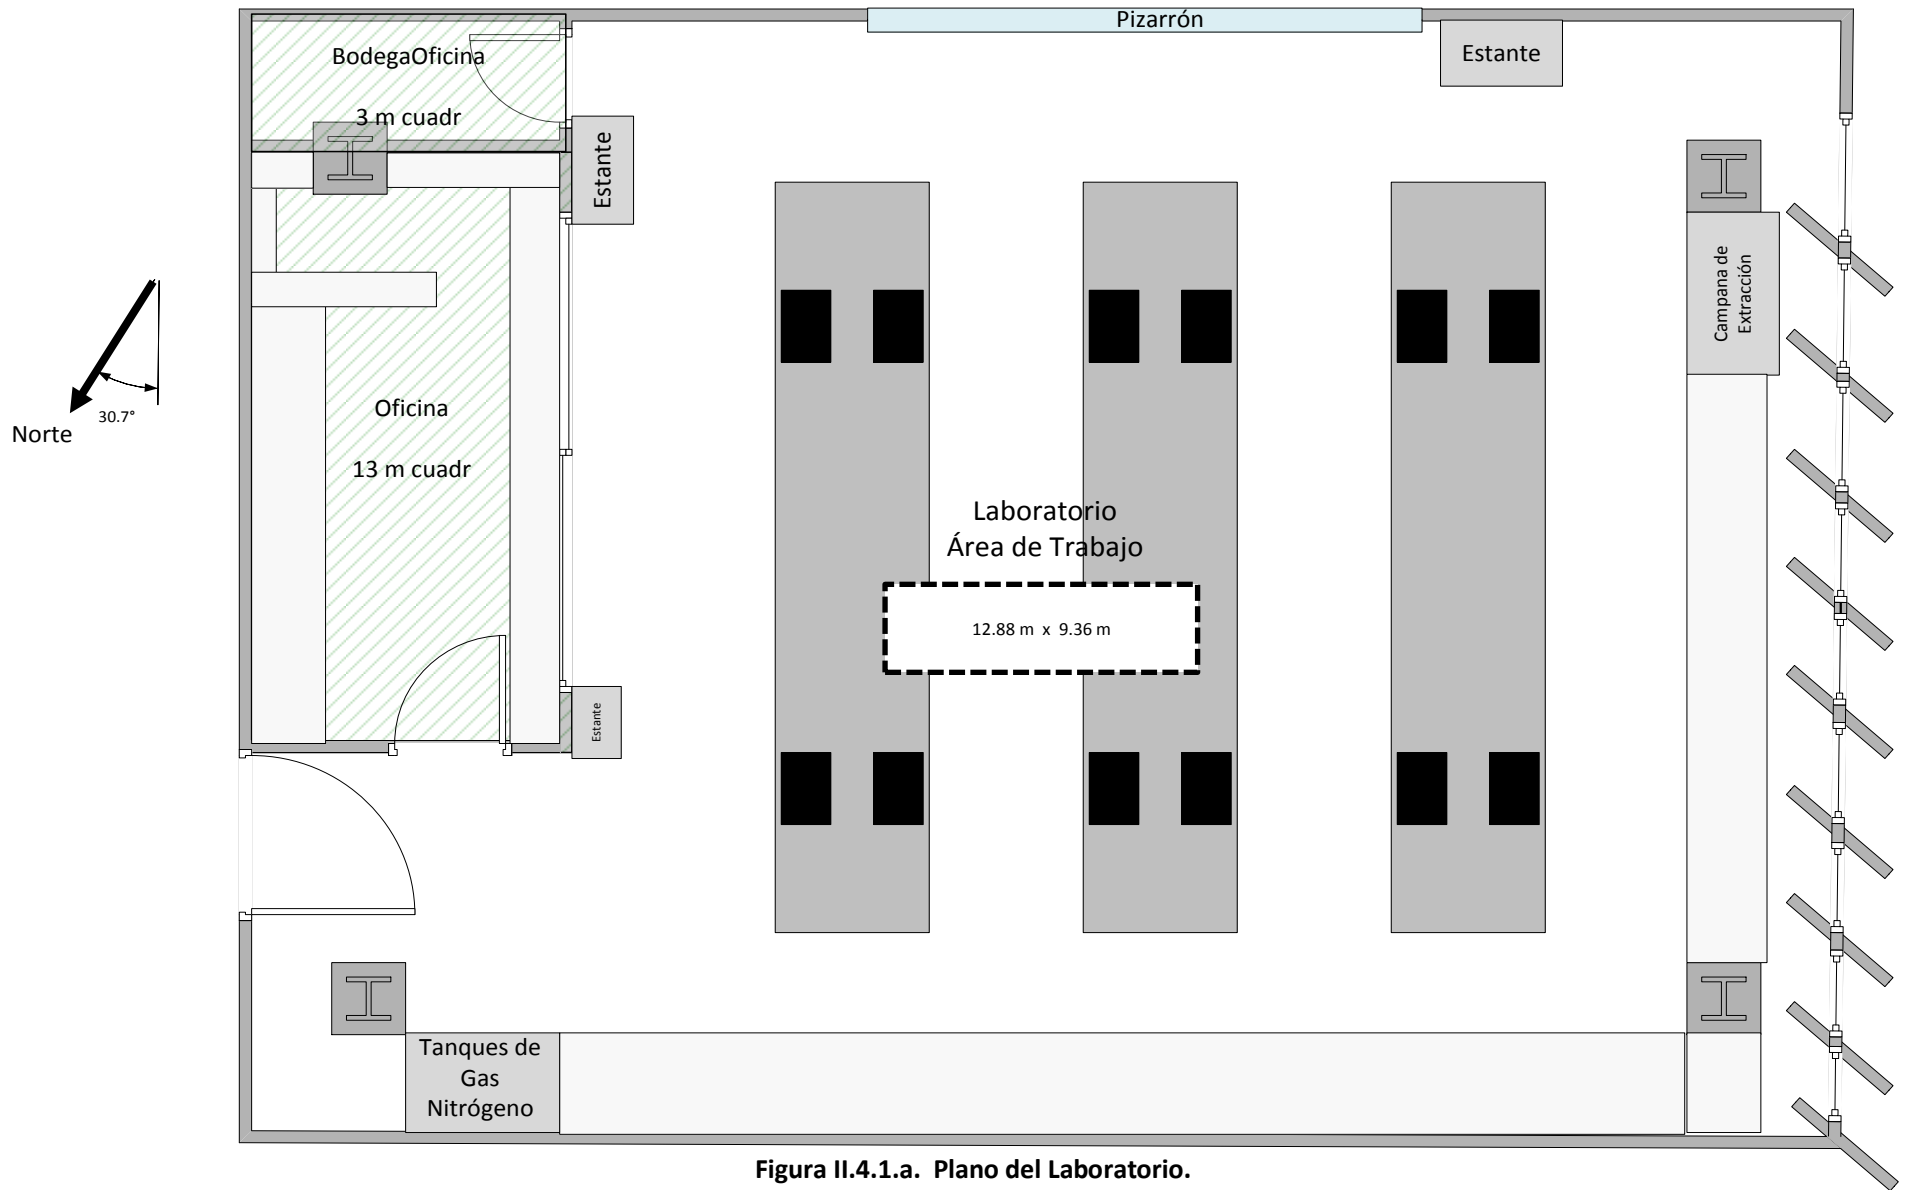 Pizarrón
BodegaOficina
3 m cuadr
Estante
Estante
Campana de
Extracción
Norte
30.7°
Oficina
13 m cuadr
Laboratorio
Área de Trabajo
12.88 m x 9.36 m
Estante
Tanques de
Gas
Nitrógeno
Figura II.4.1.a. Plano del Laboratorio.